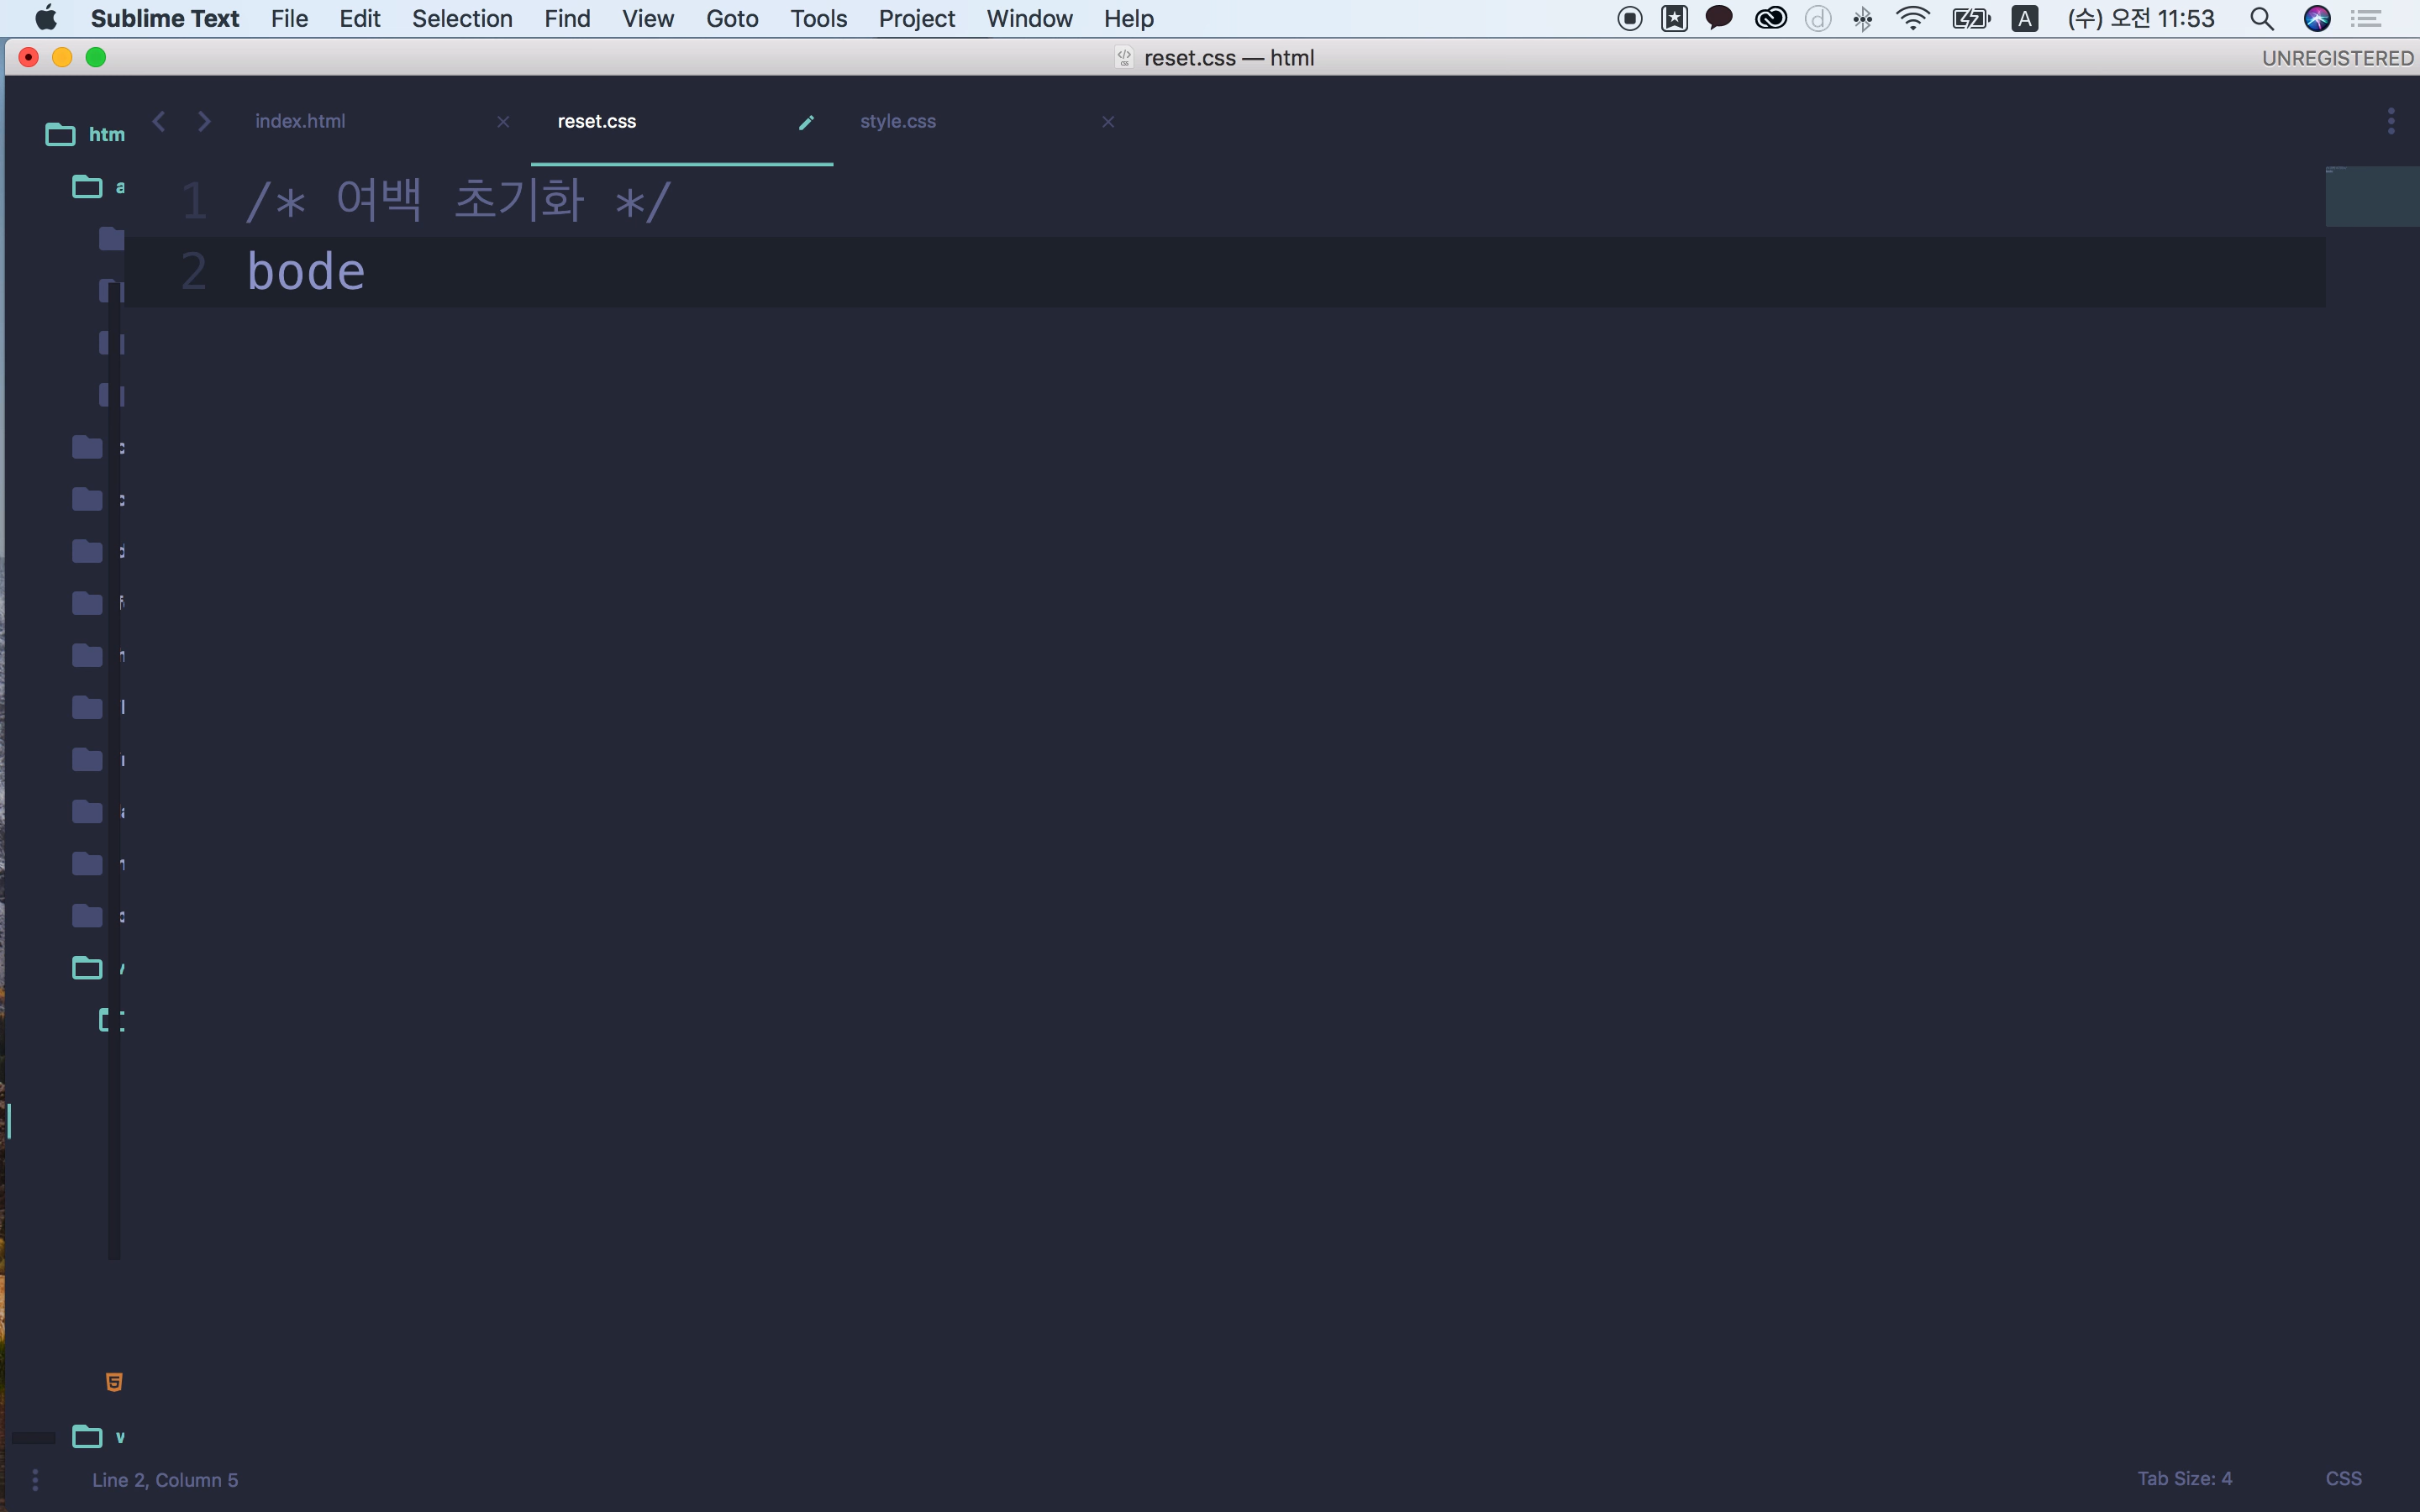 Sublime Text File Edit Selection Find View Goto Tools Project Window Help A (수) 오전 11:53
reset.css — html UNREGISTERED
index.html reset.css style.css
htm
1 /* 여백 초기화 */
2 bode
Line 2, Column 5 Tab Size: 4 CSS